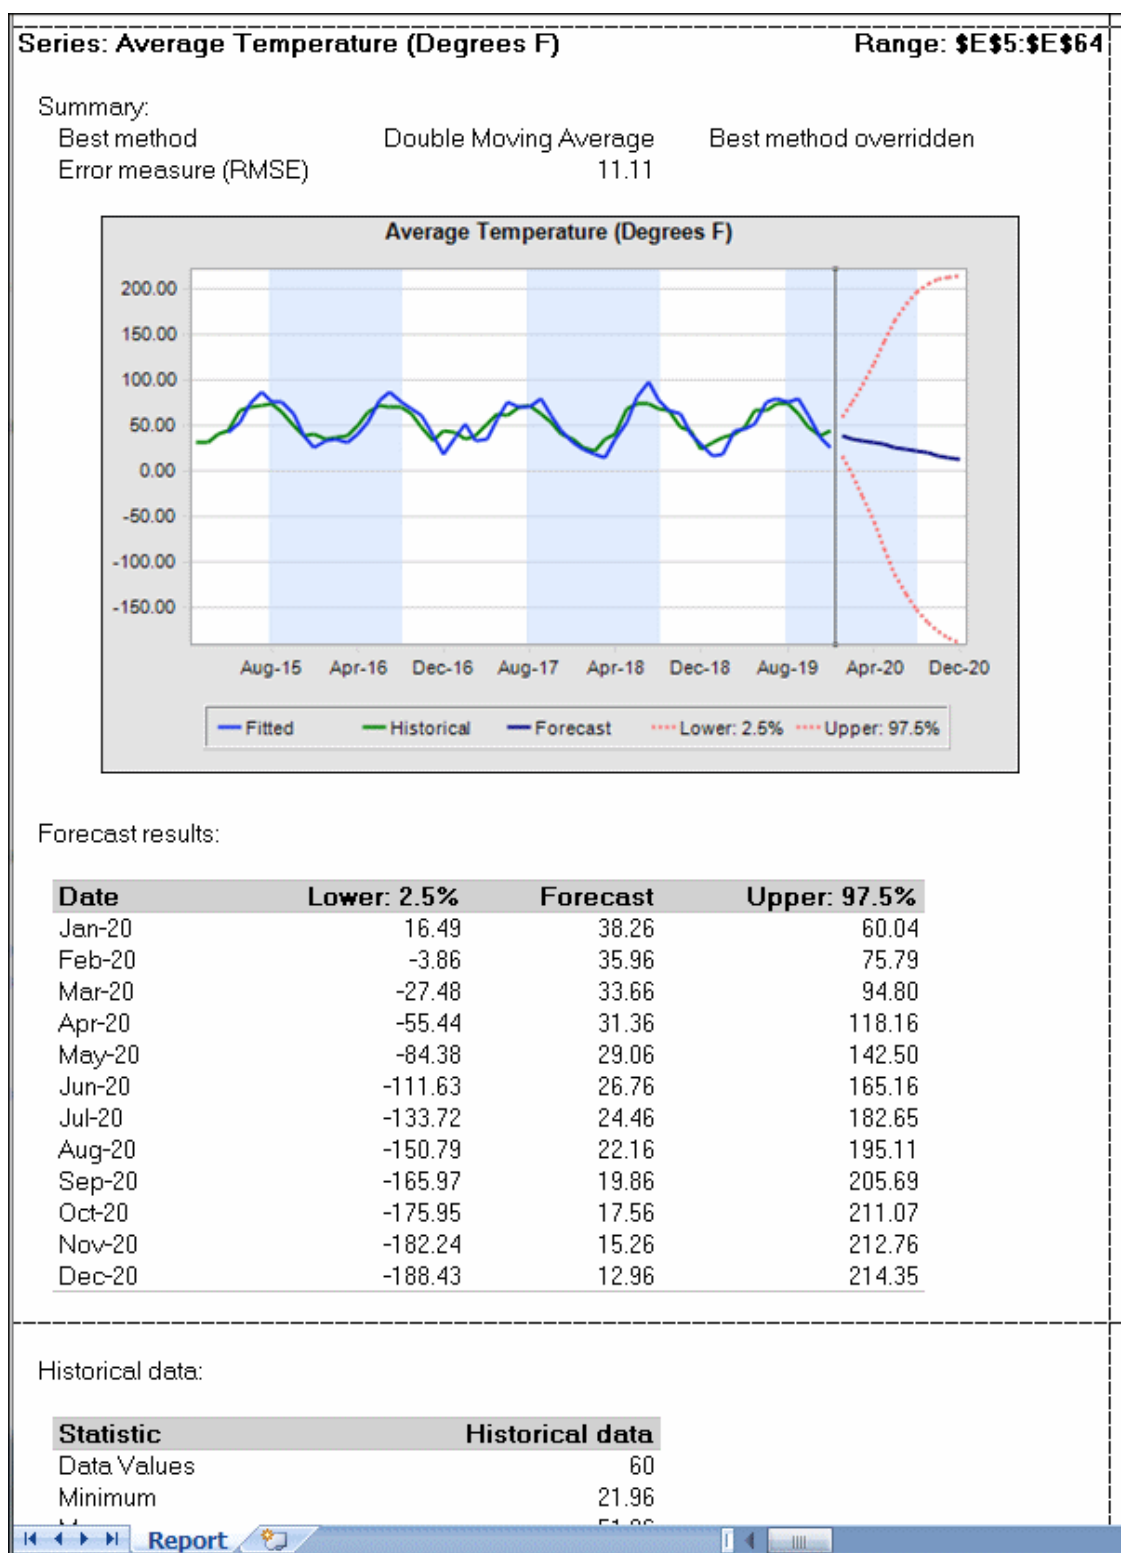 Series: Average Temperature (Degrees F) Range: $E$5:$E$64
Summary:
Best method Double Moving Average Best method overridden
Error measure (RMSE) 11.11
Average Temperature (Degrees F)
200.00
150.00
100.00
50.00
0.00
-50.00
-100.00
-150.00
Aug-15 Apr-16 Dec-16 Aug-17 Apr-18 Dec-18 Aug-19 Apr-20 Dec-20
Fitted Historical Forecast Lower: 2.5% Upper: 97.5%
Forecast results:
Date Lower: 2.5% Forecast Upper: 97.5%
Jan-20 16.49 38.26 60.04
Feb-20 -3.86 35.96 75.79
Mar-20 -27.48 33.66 94.80
Apr-20 -55.44 31.36 118.16
May-20 -84.38 29.06 142.50
Jun-20 -111.63 26.76 165.16
Jul-20 -133.72 24.46 182.65
Aug-20 -150.79 22.16 195.11
Sep-20 -165.97 19.86 205.69
Oct-20 -175.95 17.56 211.07
Nov-20 -182.24 15.26 212.76
Dec-20 -188.43 12.96 214.35
Historical data:
Statistic Historical data
Data Values 60
Minimum 21.96
Report